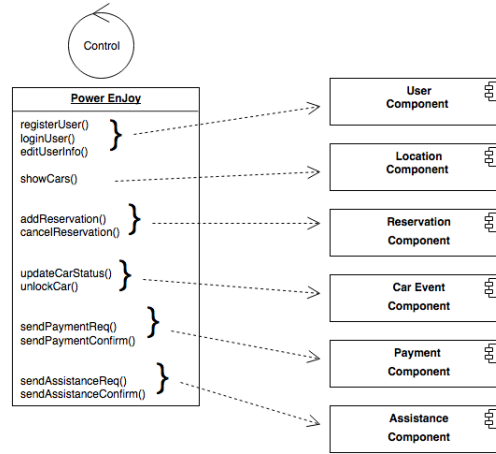 Control
Power EnJoy
registerUser()
loginUser()
editUserInfo()
showCars()
addReservation()
cancelReservation()
updateCarStatus()
unlockCar()
sendPaymentReq()
sendPaymentConfirm()
sendAssistanceReq()
sendAssistanceConfirm()
User
Component
Location
Component
Reservation
Component
Car Event
Component
Payment
Component
Assistance
Component